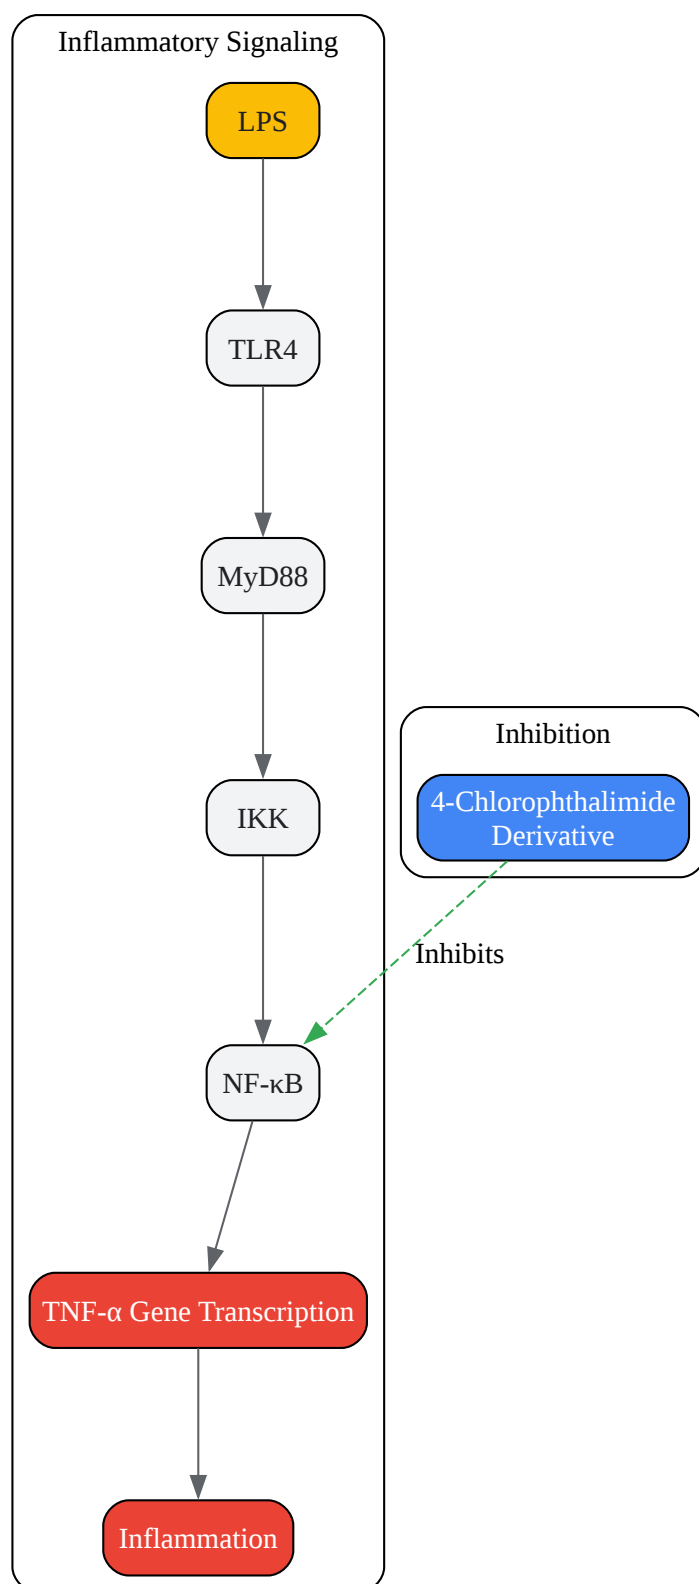 Inflammatory Signaling
LPS
TLR4
MyD88
Inhibition
4-Chlorophthalimide
Derivative
IKK
Inhibits
NF-κB
TNF-α Gene Transcription
Inflammation